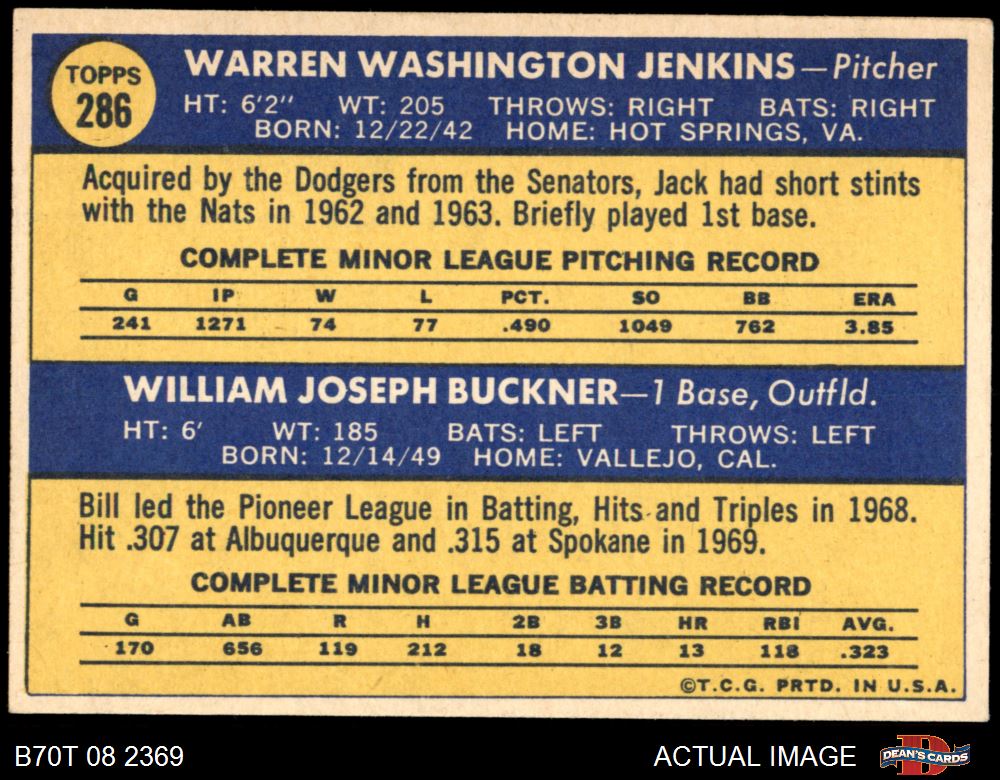 TOPPS
286
WARREN WASHINGTON JENKINS—Pitcher
HT: 6'2" WT: 205 THROWS: RIGHT BATS: RIGHT
BORN: 12/22/42 HOME: HOT SPRINGS, VA.
Acquired by the Dodgers from the Senators, Jack had short stints
with the Nats in 1962 and 1963. Briefly played 1st base.
COMPLETE MINOR LEAGUE PITCHING RECORD
G IP W L PCT. SO BB ERA
241 1271 74 77 .490 1049 762 3.85
WILLIAM JOSEPH BUCKNER—1 Base, Outfld.
HT: 6' WT: 185 BATS: LEFT THROWS: LEFT
BORN: 12/14/49 HOME: VALLEJO, CAL.
Bill led the Pioneer League in Batting, Hits and Triples in 1968.
Hit .307 at Albuquerque and .315 at Spokane in 1969.
COMPLETE MINOR LEAGUE BATTING RECORD
G AB R H 2B 3B HR RBI AVG.
170 656 119 212 18 12 13 118 .323
©T.C.G. PRTD. IN U.S.A.
B70T 08 2369 ACTUAL IMAGE
DEAN'S CARDS